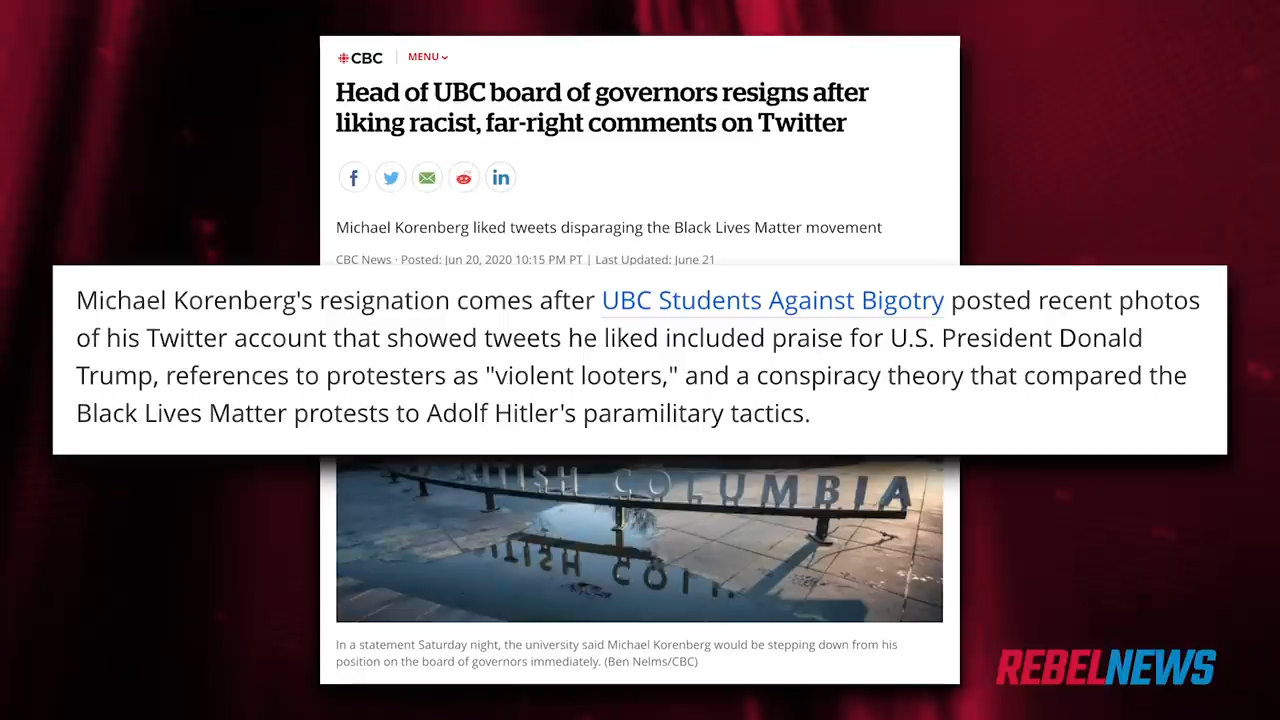 CBC
MENU
Head of UBC board of governors resigns after
liking racist, far-right comments on Twitter
Michael Korenberg liked tweets disparaging the Black Lives Matter movement
CBC News · Posted: Jun 20, 2020 10:15 PM PT | Last Updated: June 21
Michael Korenberg's resignation comes after UBC Students Against Bigotry posted recent photos
of his Twitter account that showed tweets he liked included praise for U.S. President Donald
Trump, references to protesters as "violent looters," and a conspiracy theory that compared the
Black Lives Matter protests to Adolf Hitler's paramilitary tactics.
COLUMBIA
In a statement Saturday night, the university said Michael Korenberg would be stepping down from his
position on the board of governors immediately. (Ben Nelms/CBC)
REBELNEWS